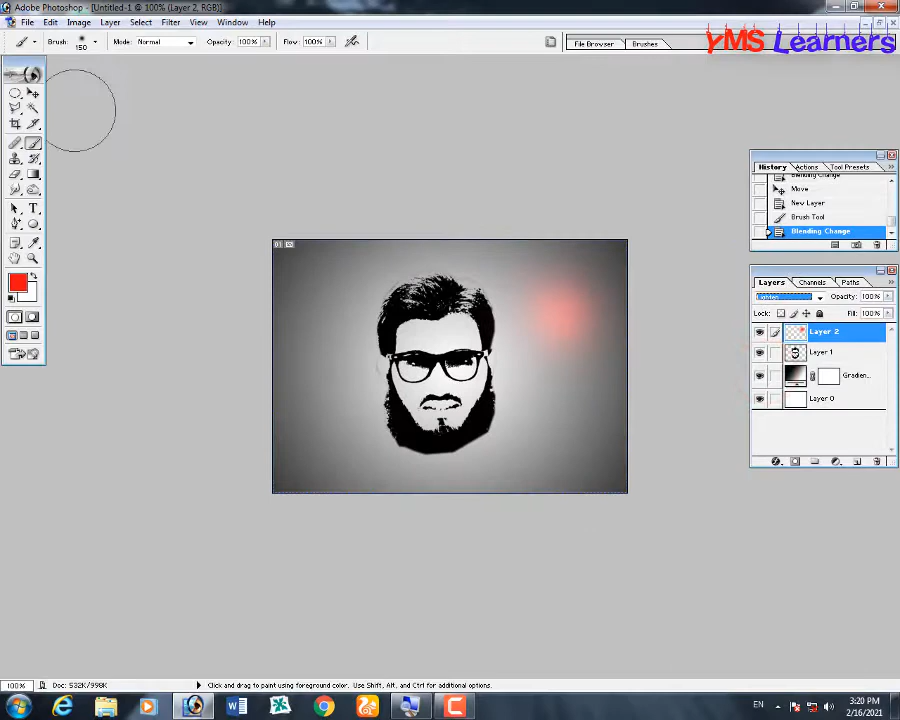 Adobe Photoshop - [Untitled-1 @ 100% (Layer 2, RGB)]
File Edit Image Layer Select Filter View Window Help
Brush: 150 Mode: Normal Opacity: 100% Flow: 100% File Browser Brushes
YMS Learners
History Actions Tool Presets
Blending Change
Move
New Layer
Brush Tool
Blending Change
Layers Channels Paths
Lighten Opacity: 100%
Lock: Fill: 100%
Layer 2
Layer 1
Gradien...
Layer 0
01
100% Doc: 532K/998K Click and drag to paint using foreground color. Use Shift, Alt, and Ctrl for additional options.
EN 3:20 PM
2/16/2021